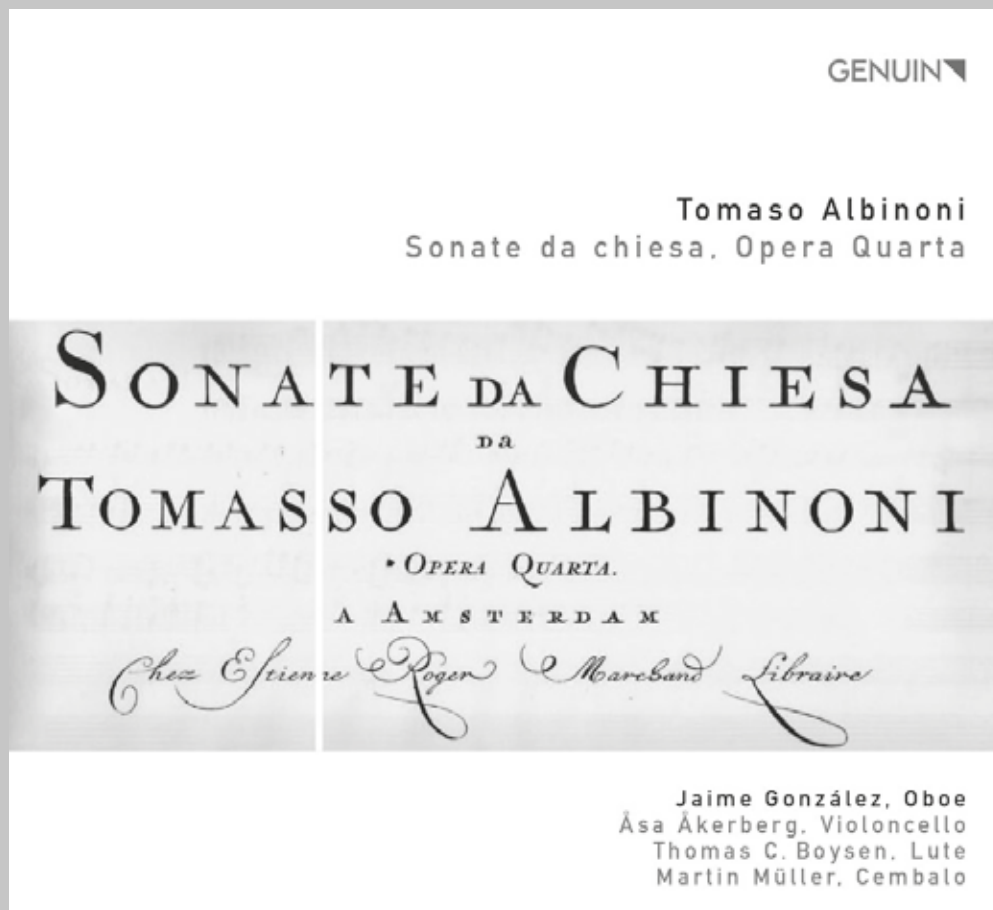 GENUIN
Tomaso Albinoni
Sonate da chiesa, Opera Quarta
SONATE DA CHIESA
da
TOMASSO ALBINONI
OPERA QUARTA.
A AMSTERDAM
Chez Estienne Roger Marchand Libraire
Jaime González, Oboe
Åsa Åkerberg, Violoncello
Thomas C. Boysen, Lute
Martin Müller, Cembalo